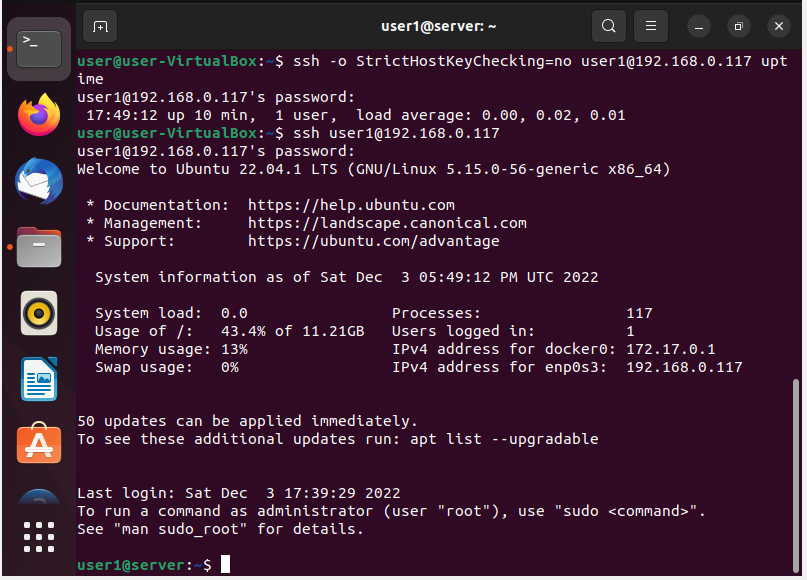 user1@server: ~
user@user-VirtualBox:~$ ssh -o StrictHostKeyChecking=no user1@192.168.0.117 upt
ime
user1@192.168.0.117's password:
 17:49:12 up 10 min,  1 user,  load average: 0.00, 0.02, 0.01
user@user-VirtualBox:~$ ssh user1@192.168.0.117
user1@192.168.0.117's password:
Welcome to Ubuntu 22.04.1 LTS (GNU/Linux 5.15.0-56-generic x86_64)

 * Documentation:  https://help.ubuntu.com
 * Management:     https://landscape.canonical.com
 * Support:        https://ubuntu.com/advantage

  System information as of Sat Dec  3 05:49:12 PM UTC 2022

  System load:  0.0                Processes:                117
  Usage of /:   43.4% of 11.21GB   Users logged in:          1
  Memory usage: 13%                IPv4 address for docker0: 172.17.0.1
  Swap usage:   0%                 IPv4 address for enp0s3:  192.168.0.117


50 updates can be applied immediately.
To see these additional updates run: apt list --upgradable


Last login: Sat Dec  3 17:39:29 2022
To run a command as administrator (user "root"), use "sudo <command>".
See "man sudo_root" for details.

user1@server:~$